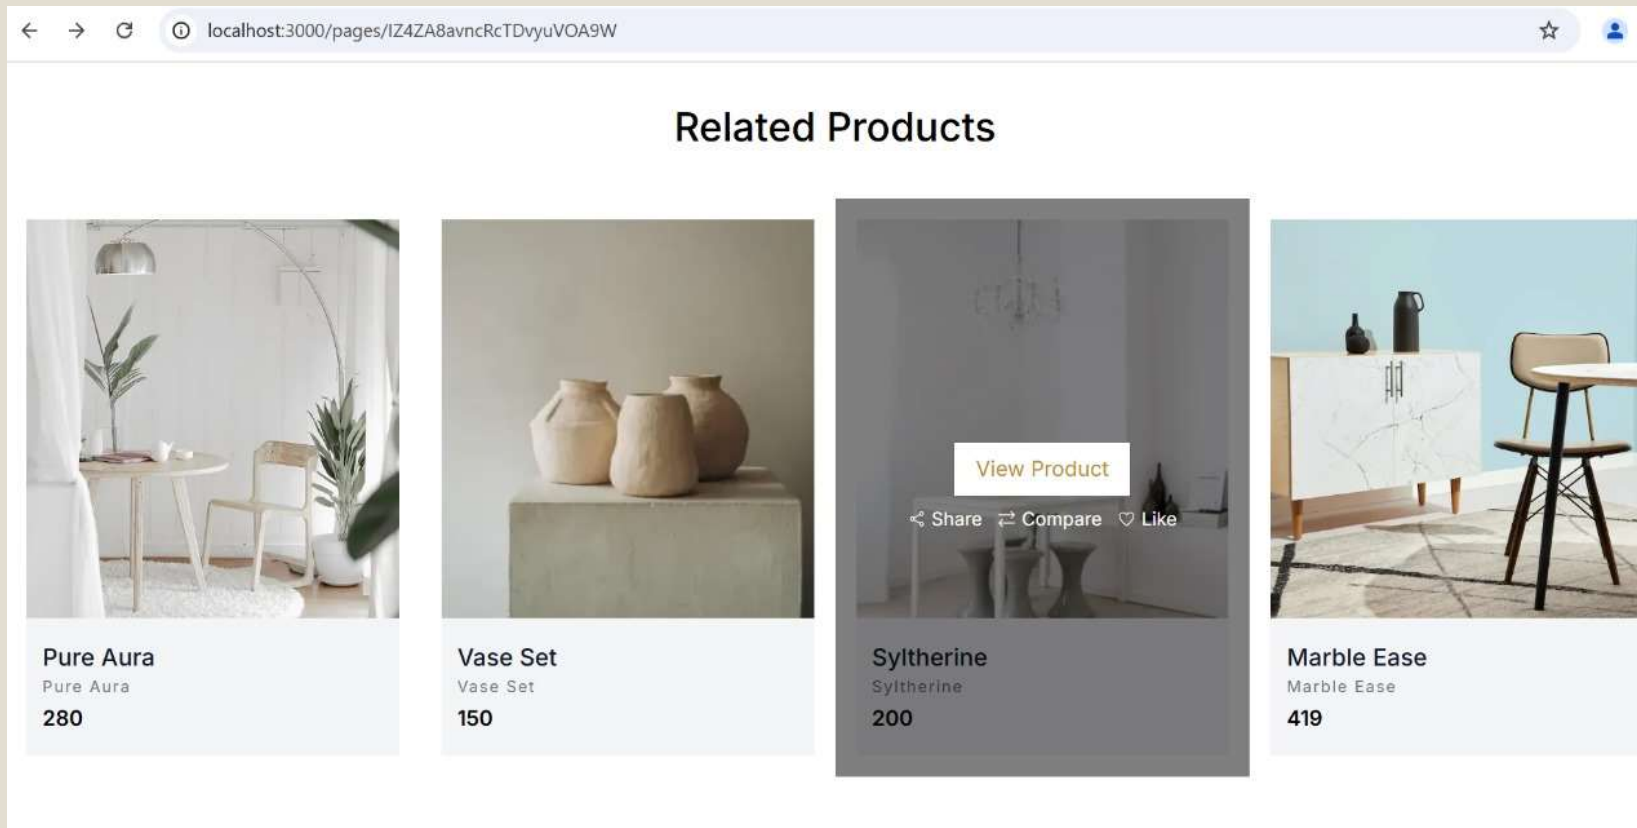 localhost:3000/pages/IZ4ZA8avncRcTDvyuVOA9W
Related Products
View Product
Share Compare Like
Pure Aura
Pure Aura
280
Vase Set
Vase Set
150
Syltherine
Syltherine
200
Marble Ease
Marble Ease
419